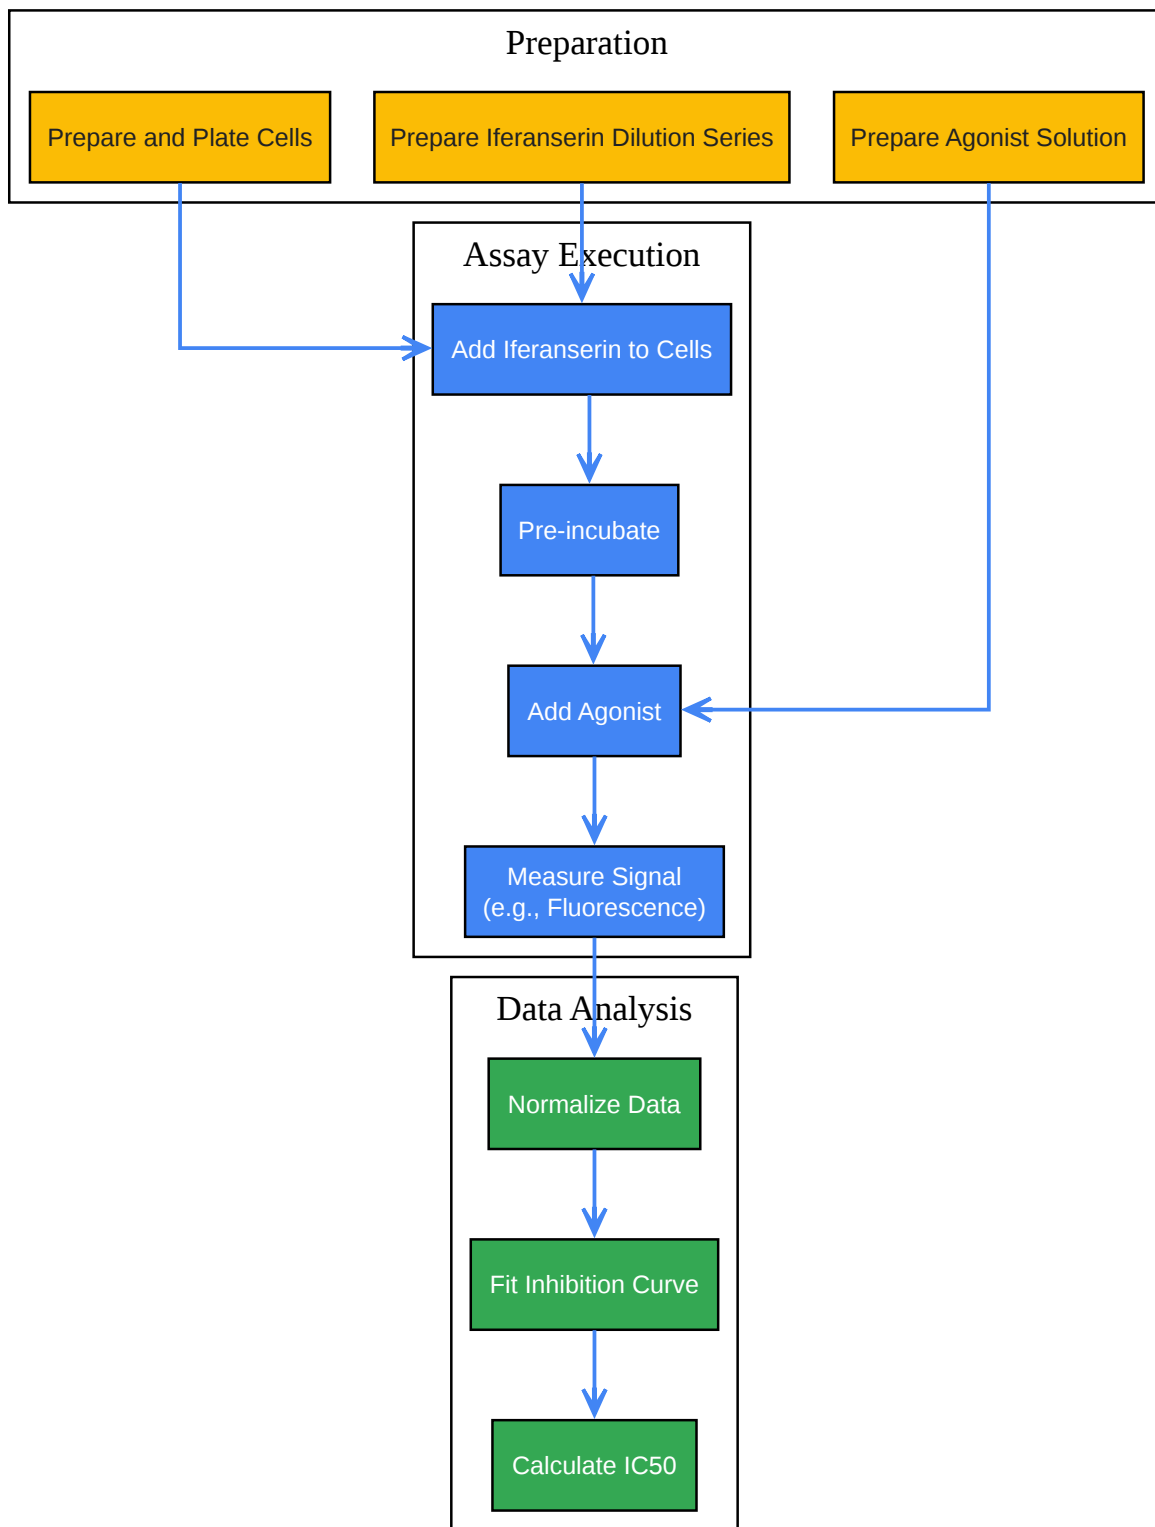 Preparation
Prepare and Plate Cells
Prepare Iferanserin Dilution Series
Prepare Agonist Solution
Assay Execution
Add Iferanserin to Cells
Pre-incubate
Add Agonist
Measure Signal
(e.g., Fluorescence)
Data Analysis
Normalize Data
Fit Inhibition Curve
Calculate IC50